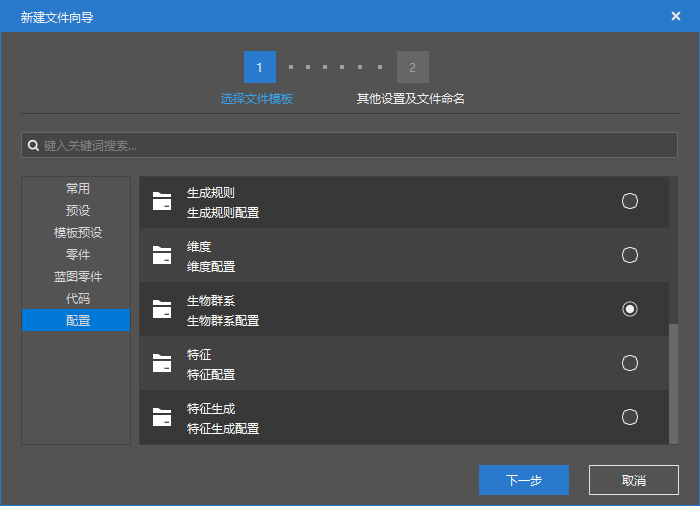 新建文件向导
1
2
选择文件模板
其他设置及文件命名
键入关键词搜索...
常用
预设
模板预设
零件
蓝图零件
代码
配置
生成规则
生成规则配置
维度
维度配置
生物群系
生物群系配置
特征
特征配置
特征生成
特征生成配置
下一步
取消